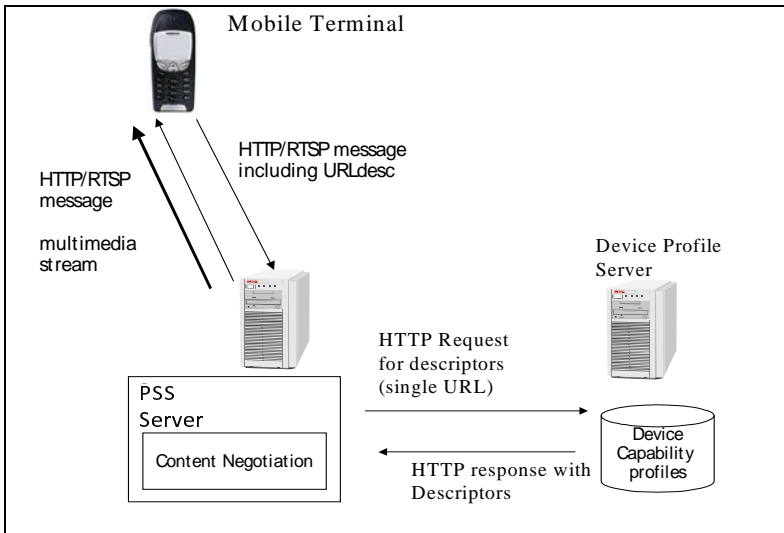 Mobile Terminal
HTTP/RTSP message
including URLdesc
HTTP/RTSP
message
multimedia
stream
Device Profile
Server
HTTP Request
for descriptors
(single URL)
PSS
Server
Content Negotiation
HTTP response with
Descriptors
Device
Capability
profiles